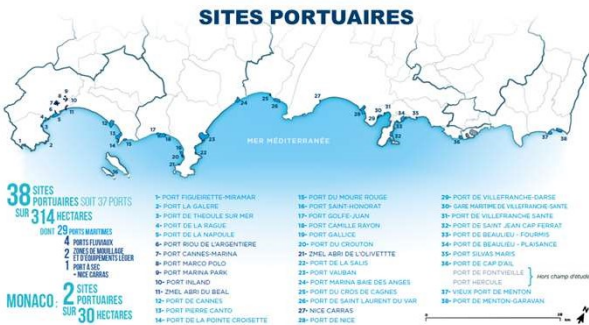 SITES PORTUAIRES
MER MÉDITERRANÉE
38 SITES
PORTUAIRES SOIT 37 PORTS
SUR 314 HECTARES
DONT 29 PORTS MARITIMES
4 PORTS FLUVIAUX
2 ZONES DE MOUILLAGE
ET D'ÉQUIPEMENTS LÉGER
1 PORT À SEC
- NICE CARRAS
MONACO: 2 SITES
PORTUAIRES
SUR 30 HECTARES
1- PORT FIGUEIRETTE-MIRAMAR
2- PORT LA GALERE
3- PORT DE THEOULE SUR MER
4- PORT DE LA RAGUE
5- PORT DE LA NAPOULE
6- PORT RIOU DE L'ARGENTIERE
7- PORT CANNES-MARINA
8- PORT MARCO POLO
9- PORT MARINA PARK
10- PORT INLAND
11- ZMEL ABRI DU BEAL
12- PORT DE CANNES
13- PORT PIERRE CANTO
14- PORT DE LA POINTE CROISETTE
15- PORT DU MOURE ROUGE
16- PORT SAINT-HONORAT
17- PORT GOLFE-JUAN
18- PORT CAMILLE RAYON
19- PORT GALLICE
20- PORT DU CROUTON
21- ZMEL ABRI DE L'OLIVETTE
22- PORT DE LA SALIS
23- PORT VAUBAN
24- PORT MARINA BAIE DES ANGES
25- PORT DU CROS DE CAGNES
26- PORT DE SAINT LAURENT DU VAR
27- NICE CARRAS
28- PORT DE NICE
29- PORT DE VILLEFRANCHE-DARSE
30- GARE MARITIME DE VILLEFRANCHE-SANTE
31- PORT DE VILLEFRANCHE SANTE
32- PORT DE SAINT JEAN CAP FERRAT
33- PORT DE BEAULIEU - FOURMIS
34- PORT DE BEAULIEU - PLAISANCE
35- PORT SILVAS MARIS
36- PORT DE CAP D'AIL
PORT DE FONTVIEILLE
PORT HERCULE
Hors champ d'étude
37- VIEUX PORT DE MENTON
38- PORT DE MENTON-GARAVAN